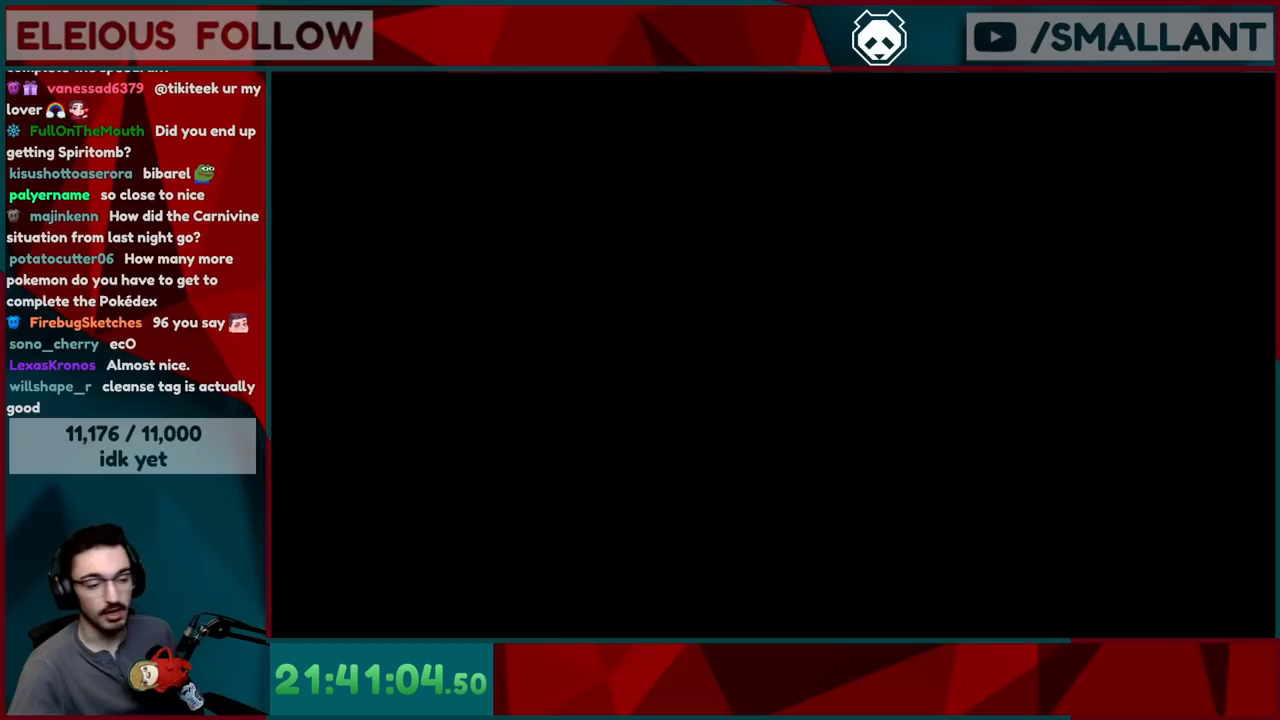 ELEIOUS FOLLOW
/SMALLANT
vanessad6379 @tikiteek ur my
lover
FullOnTheMouth Did you end up
getting Spiritomb?
kisushottoaserora bibarel
palyername so close to nice
majinkenn How did the Carnivine
situation from last night go?
potatocutter06 How many more
pokemon do you have to get to
complete the Pokédex
FirebugSketches 96 you say
sono_cherry ecO
LexasKronos Almost nice.
willshape_r cleanse tag is actually
good
11,176 / 11,000
idk yet
21:41:04.50